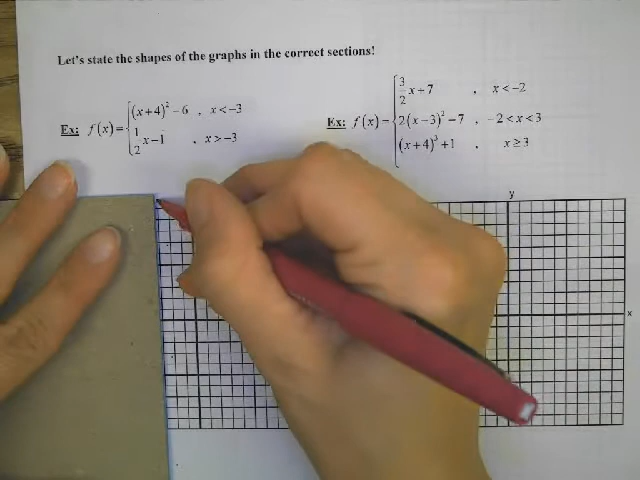 Let's state the shapes of the graphs in the correct sections!
Ex: f(x) = { (x+4)² − 6 , x < −3
1/2 x − 1 , x > −3
Ex: f(x) = { 3/2 x + 7 , x < −2
2(x−3)² − 7 , −2 < x < 3
(x+4)³ + 1 , x ≥ 3
y
x